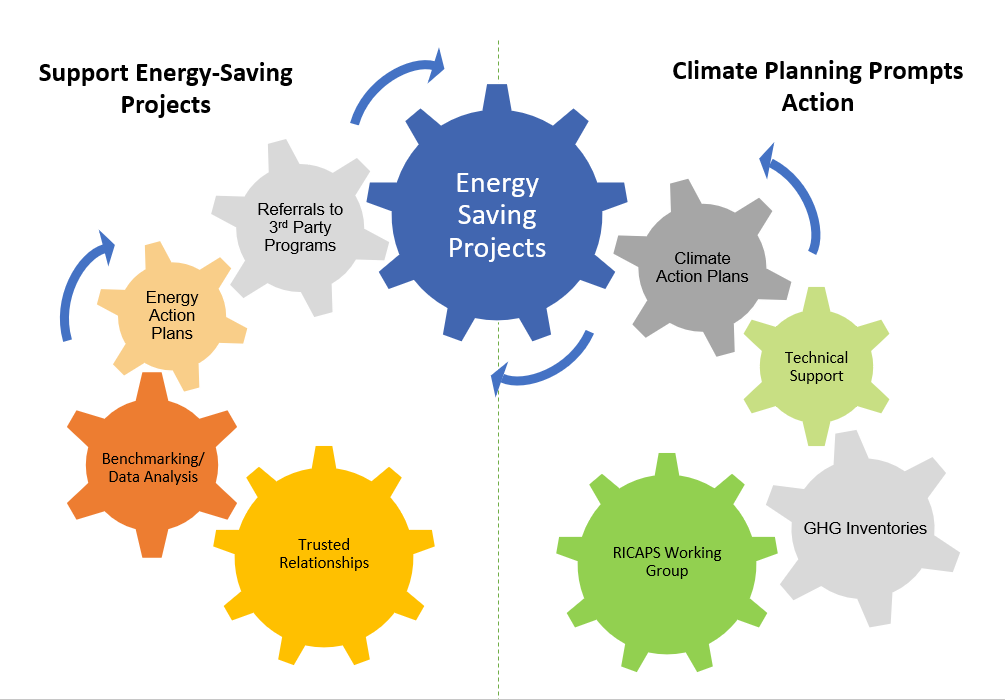 Support Energy-Saving
Projects
Climate Planning Prompts
Action
Energy
Saving
Projects
Referrals to
3rd Party
Programs
Energy
Action
Plans
Benchmarking/
Data Analysis
Trusted
Relationships
Climate
Action Plans
Technical
Support
GHG Inventories
RICAPS Working
Group